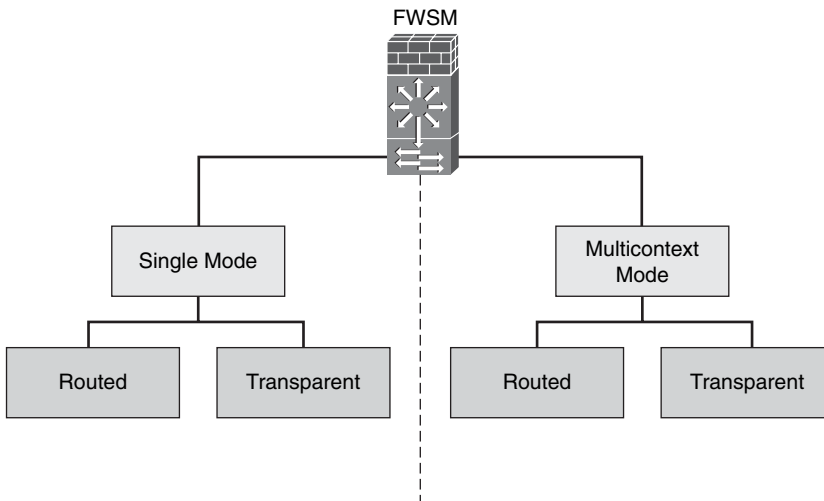 FWSM
Single Mode
Multicontext
Mode
Routed
Transparent
Routed
Transparent